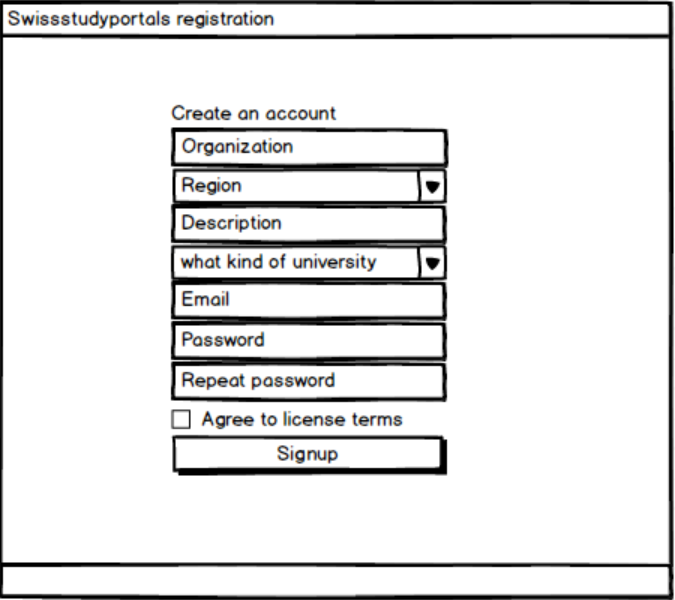 Swissstudyportals registration
Create an account
Organization
Region
Description
what kind of university
Email
Password
Repeat password
Agree to license terms
Signup